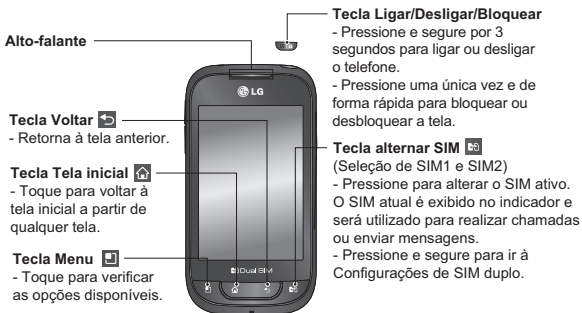 Alto-falante
Tecla Voltar
- Retorna à tela anterior.
Tecla Tela inicial
- Toque para voltar à
tela inicial a partir de
qualquer tela.
Tecla Menu
- Toque para verificar
as opções disponíveis.
LG
Dual SIM
Tecla Ligar/Desligar/Bloquear
- Pressione e segure por 3
segundos para ligar ou desligar
o telefone.
- Pressione uma única vez e de
forma rápida para bloquear ou
desbloquear a tela.
Tecla alternar SIM
(Seleção de SIM1 e SIM2)
- Pressione para alterar o SIM ativo.
O SIM atual é exibido no indicador e
será utilizado para realizar chamadas
ou enviar mensagens.
- Pressione e segure para ir à
Configurações de SIM duplo.